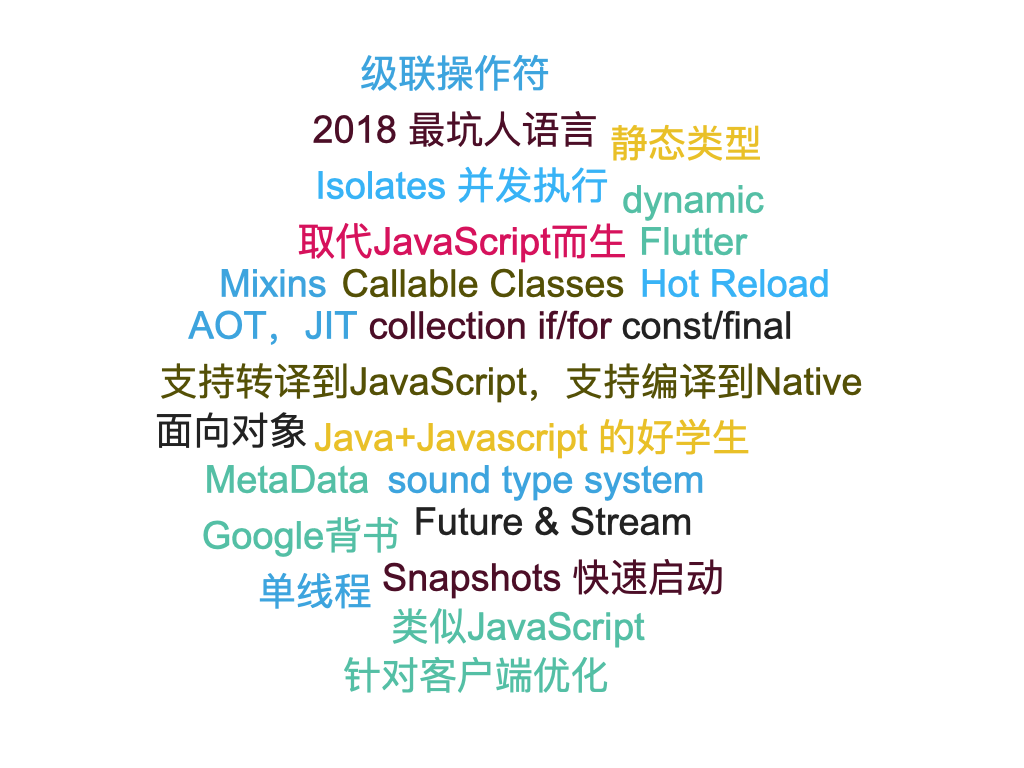 级联操作符
2018 最坑人语言 静态类型
Isolates 并发执行 dynamic
取代JavaScript而生 Flutter
Mixins Callable Classes Hot Reload
AOT，JIT collection if/for const/final
支持转译到JavaScript，支持编译到Native
面向对象 Java+Javascript 的好学生
MetaData sound type system
Google背书 Future & Stream
单线程 Snapshots 快速启动
类似JavaScript
针对客户端优化